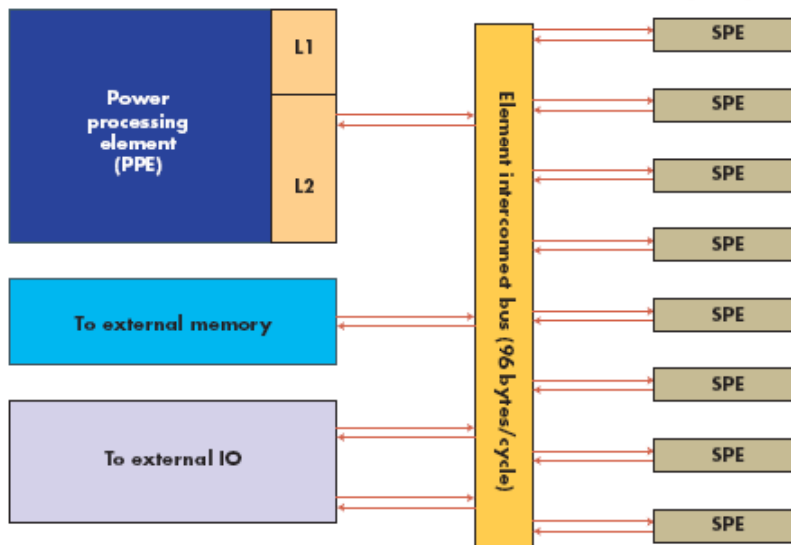 Power
processing
element
(PPE)
L1
L2
To external memory
To external IO
Element interconned bus (96 bytes/cycle)
SPE
SPE
SPE
SPE
SPE
SPE
SPE
SPE